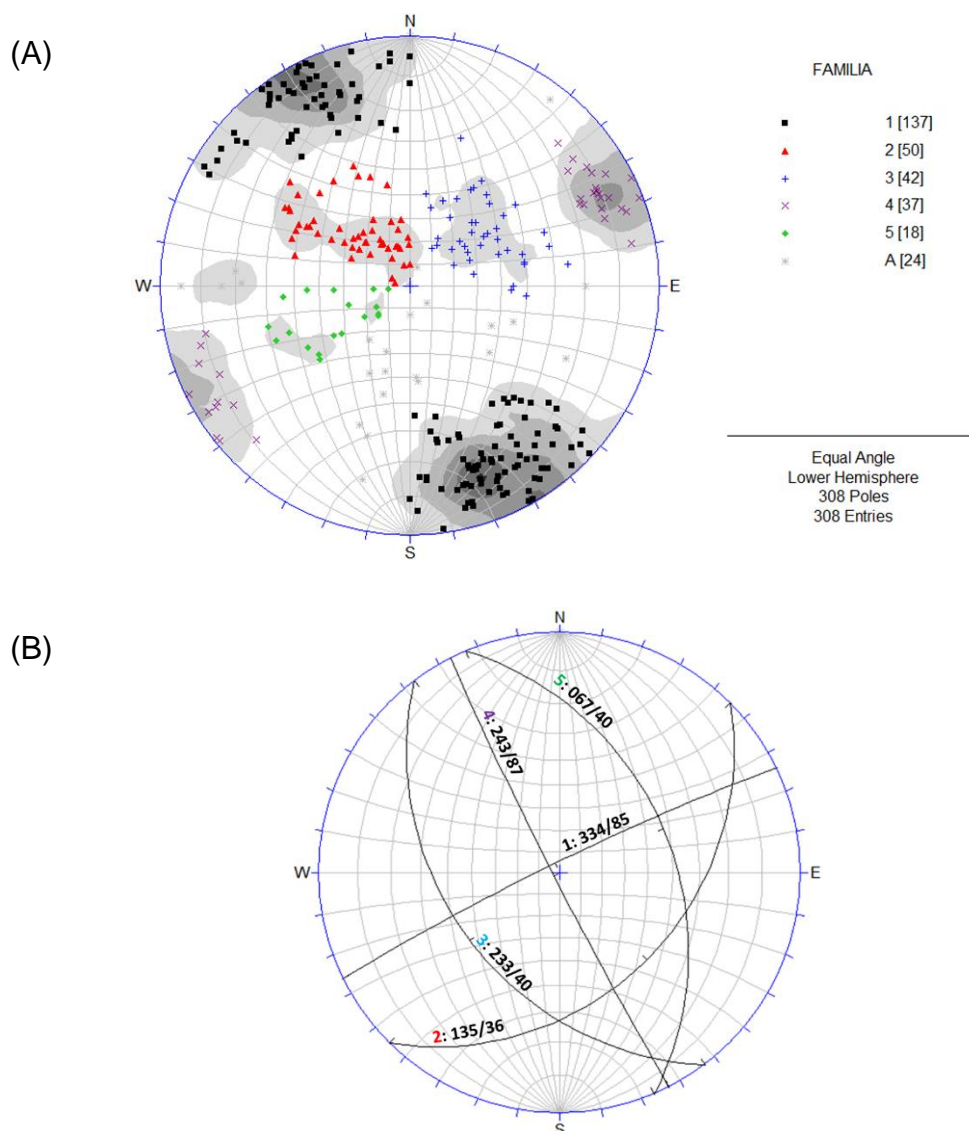 (A)
N
W
E
S
FAMILIA
1 [137]
2 [50]
3 [42]
4 [37]
5 [18]
A [24]
Equal Angle
Lower Hemisphere
308 Poles
308 Entries
(B)
N
W
E
S
5: 067/40
4: 243/87
1: 334/85
3: 233/40
2: 135/36